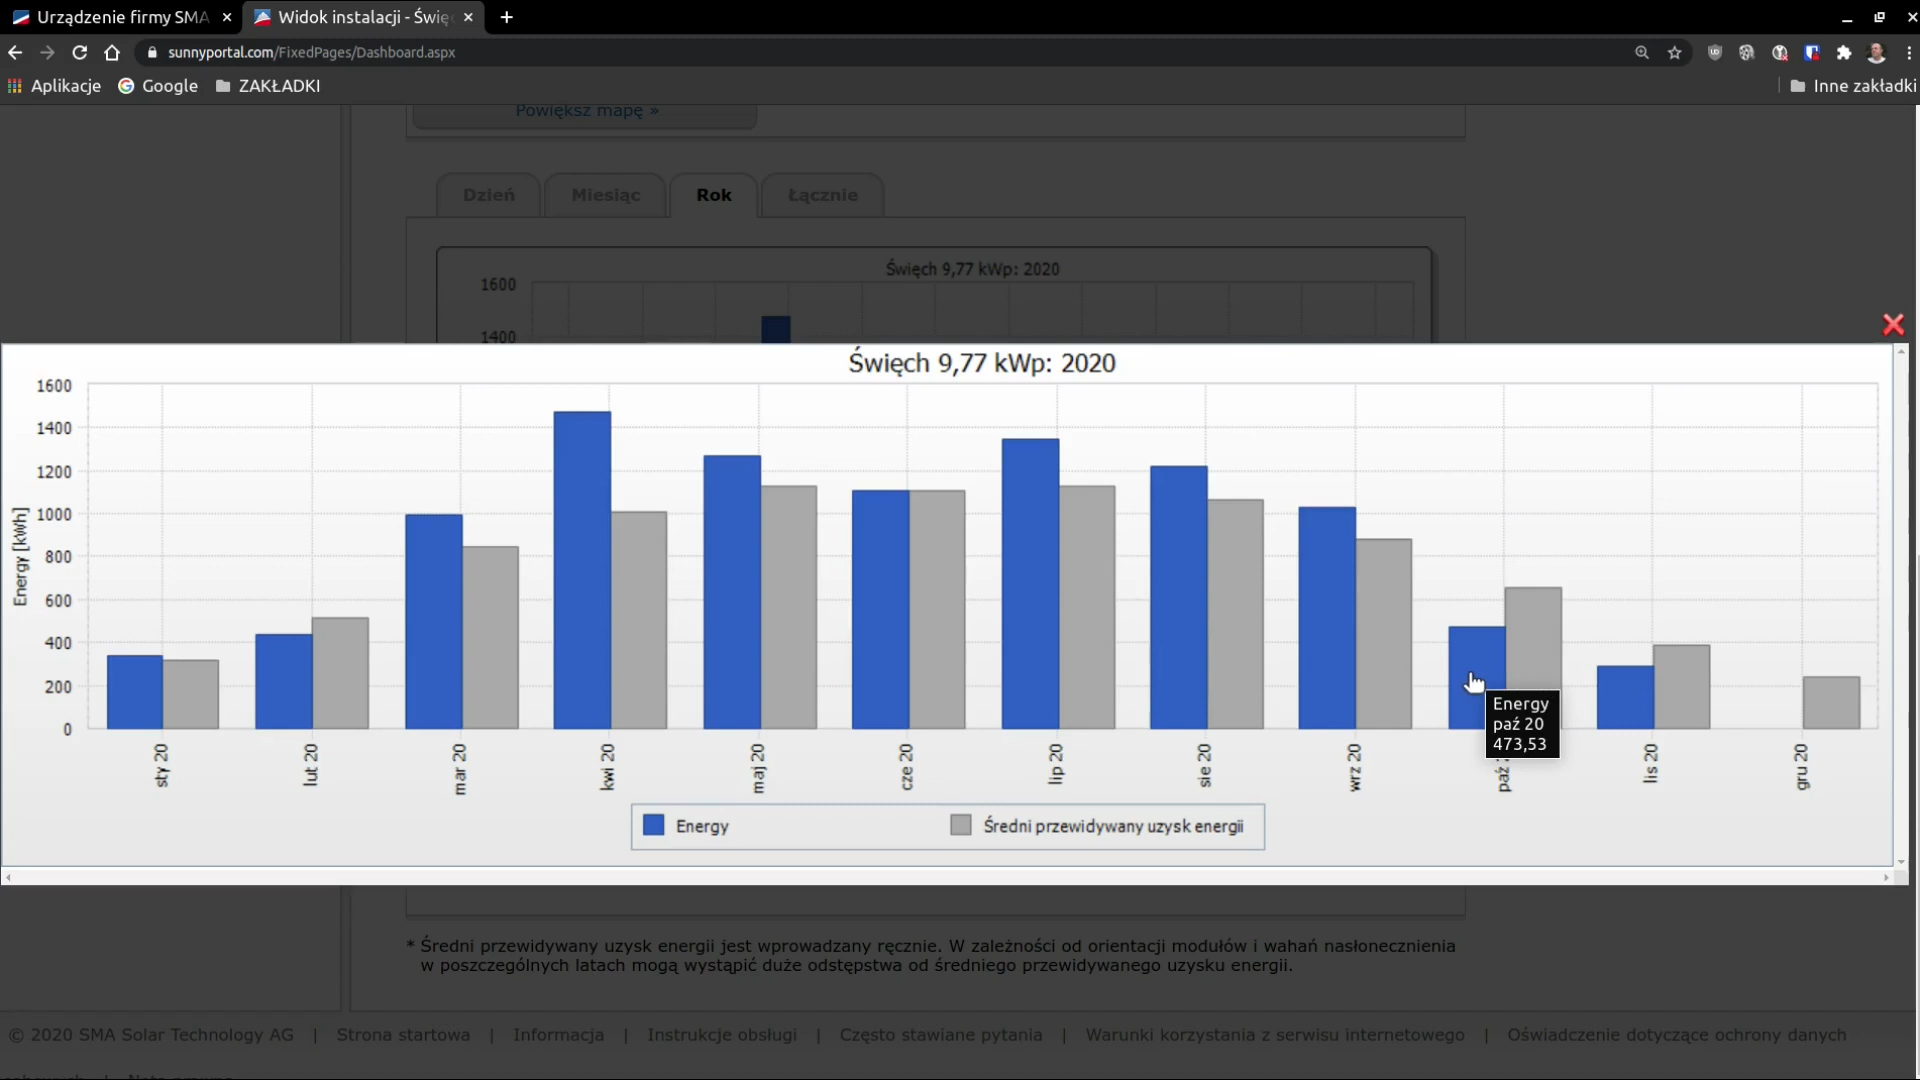 Urządzenie firmy SMA
Widok instalacji - Świę
sunnyportal.com/FixedPages/Dashboard.aspx
Aplikacje
Google
ZAKŁADKI
Inne zakładki
Powiększ mapę »
Dzień
Miesiąc
Rok
Łącznie
Święch 9,77 kWp: 2020
1600
1400
Święch 9,77 kWp: 2020
Energy [kWh]
1600
1400
1200
1000
800
600
400
200
0
sty 20
lut 20
mar 20
kwi 20
maj 20
cze 20
lip 20
sie 20
wrz 20
paź
lis 20
gru 20
Energy
paź 20
473,53
Energy
Średni przewidywany uzysk energii
* Średni przewidywany uzysk energii jest wprowadzany ręcznie. W zależności od orientacji modułów i wahań nasłonecznienia
w poszczególnych latach mogą wystąpić duże odstępstwa od średniego przewidywanego uzysku energii.
© 2020 SMA Solar Technology AG | Strona startowa | Informacja | Instrukcje obsługi | Często stawiane pytania | Warunki korzystania z serwisu internetowego | Oświadczenie dotyczące ochrony danych